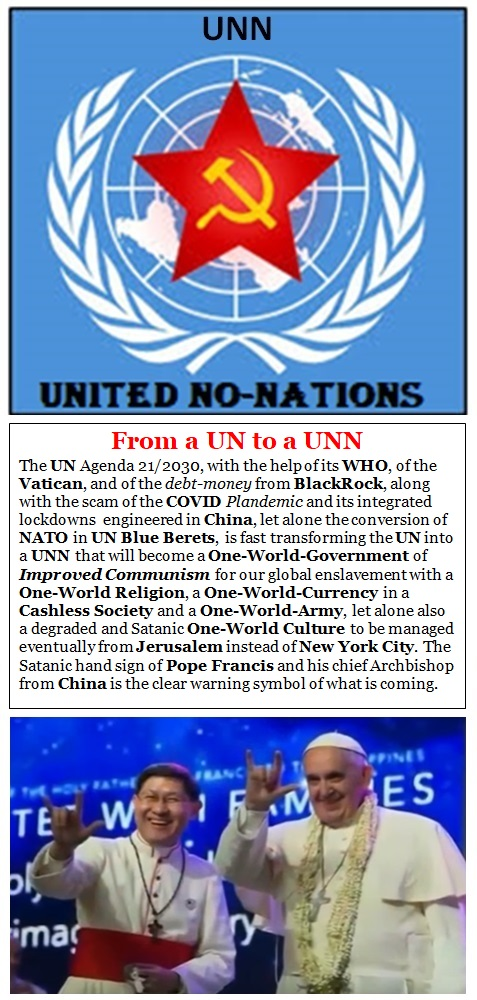 UNN
UNITED NO-NATIONS
From a UN to a UNN
The UN Agenda 21/2030, with the help of its WHO, of the
Vatican, and of the debt-money from BlackRock, along
with the scam of the COVID Plandemic and its integrated
lockdowns engineered in China, let alone the conversion of
NATO in UN Blue Berets, is fast transforming the UN into
a UNN that will become a One-World-Government of
Improved Communism for our global enslavement with a
One-World Religion, a One-World-Currency in a
Cashless Society and a One-World-Army, let alone also
a degraded and Satanic One-World Culture to be managed
eventually from Jerusalem instead of New York City. The
Satanic hand sign of Pope Francis and his chief Archbishop
from China is the clear warning symbol of what is coming.
OF THE HOLY FATHER FRANC